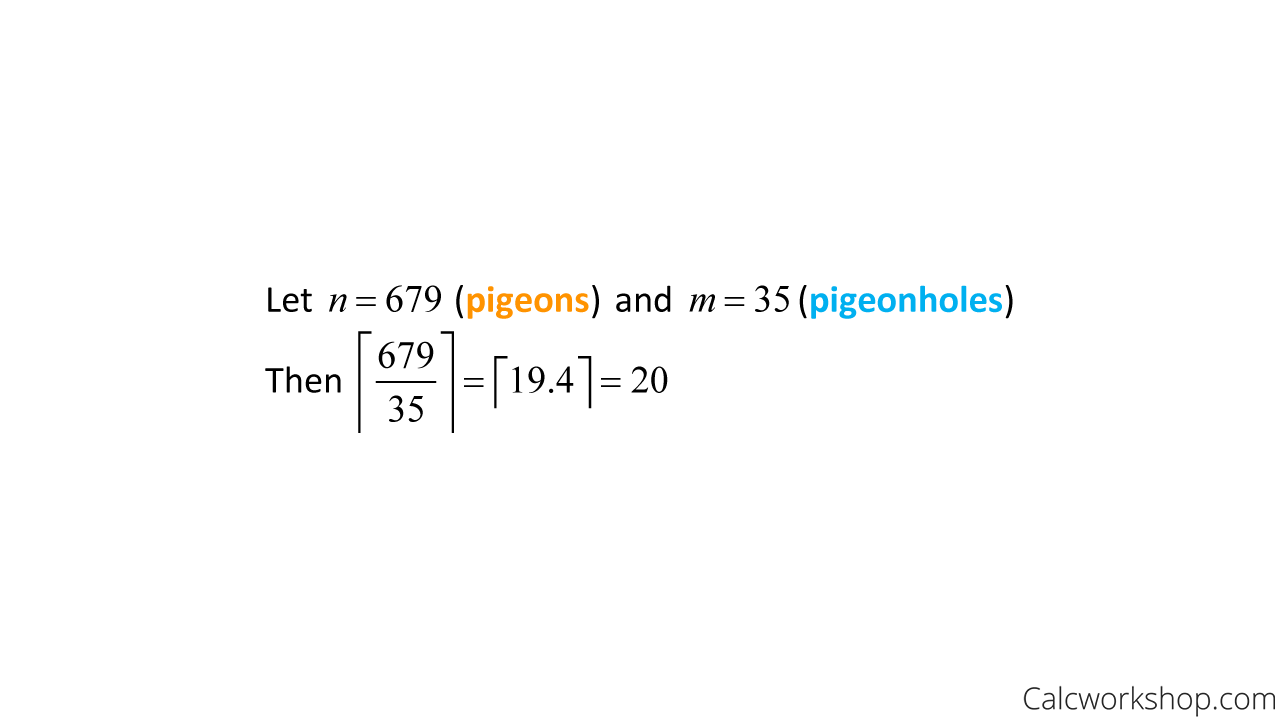 Let n = 679 (pigeons) and m = 35 (pigeonholes)
Then ⌈679/35⌉ = ⌈19.4⌉ = 20
Calcworkshop.com